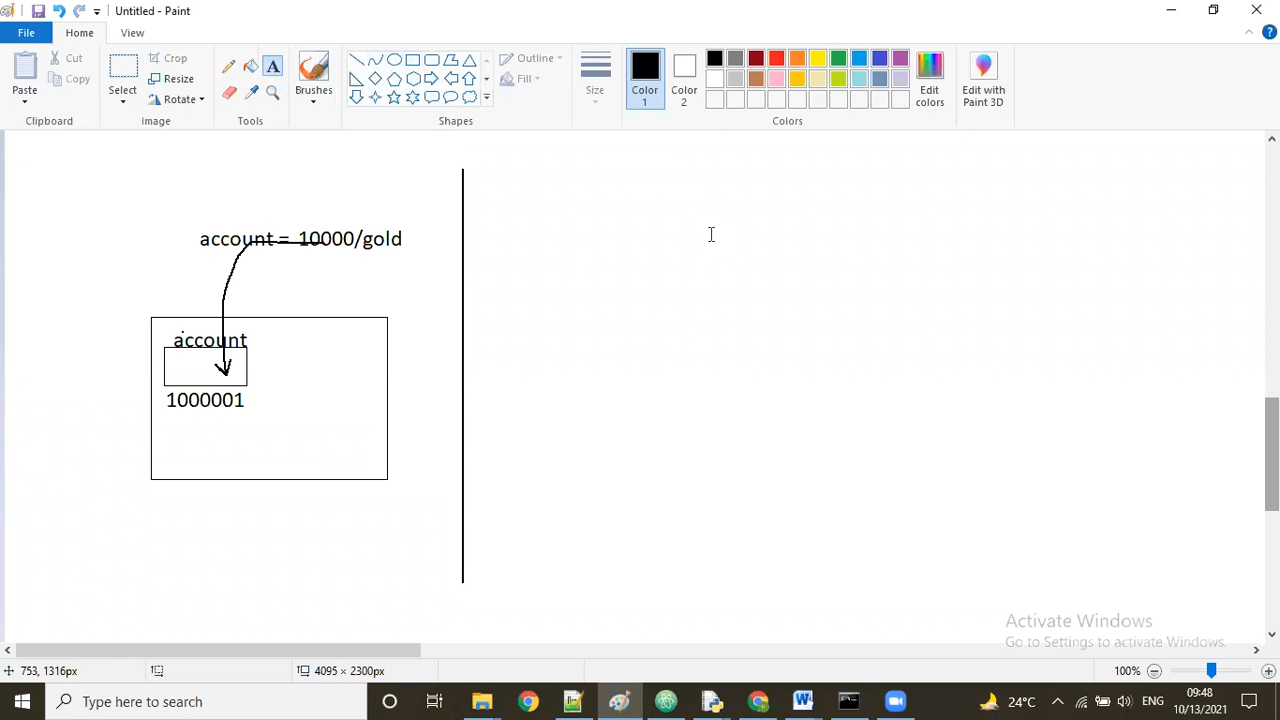 Untitled - Paint
File
Home
View
Paste
Cut
Copy
Clipboard
Select
Crop
Resize
Rotate
Image
A
Tools
Brushes
Shapes
Outline
Fill
Size
Color 1
Color 2
Colors
Edit colors
Edit with Paint 3D
account = 10000/gold
account
1000001
Activate Windows
Go to Settings to activate Windows.
753, 1316px
4095 × 2300px
100%
Type here to search
24°C
ENG
09:48
10/13/2021